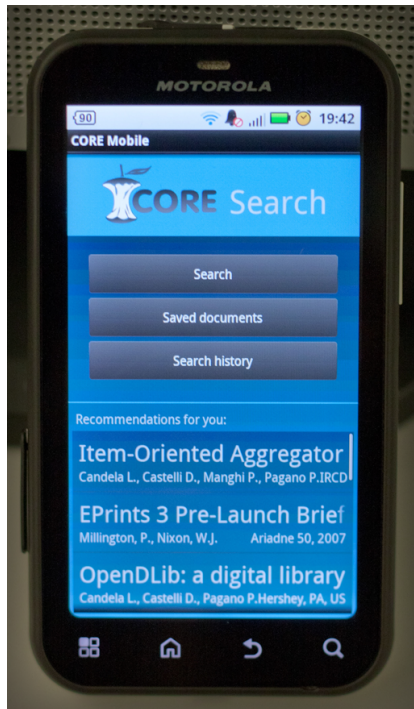 MOTOROLA
90 19:42
CORE Mobile
CORE Search
Search
Saved documents
Search history
Recommendations for you:
Item-Oriented Aggregator
Candela L., Castelli D., Manghi P., Pagano P.IRCD
EPrints 3 Pre-Launch Brief
Millington, P., Nixon, W.J. Ariadne 50, 2007
OpenDLib: a digital library
Candela L., Castelli D., Pagano P.Hershey, PA, US